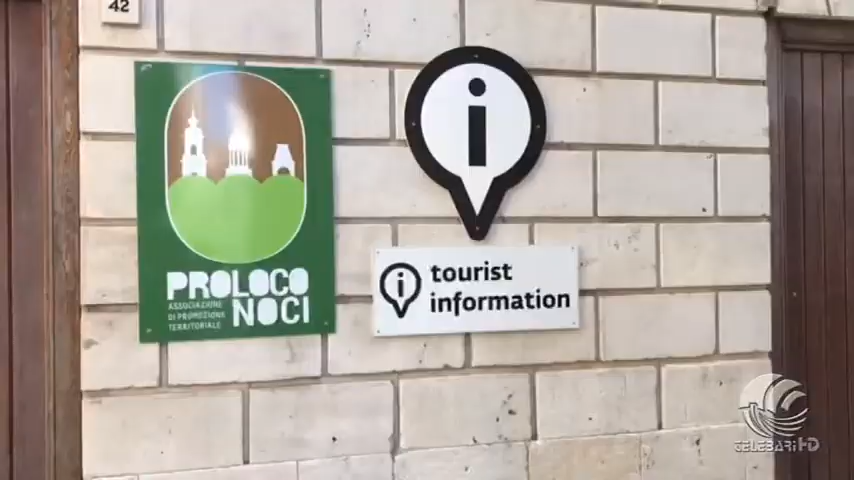 42
PROLOCO
ASSOCIAZIONE
DI PROMOZIONE
TERRITORIALE
NOCI
i
i
tourist
information
TELEBARI HD